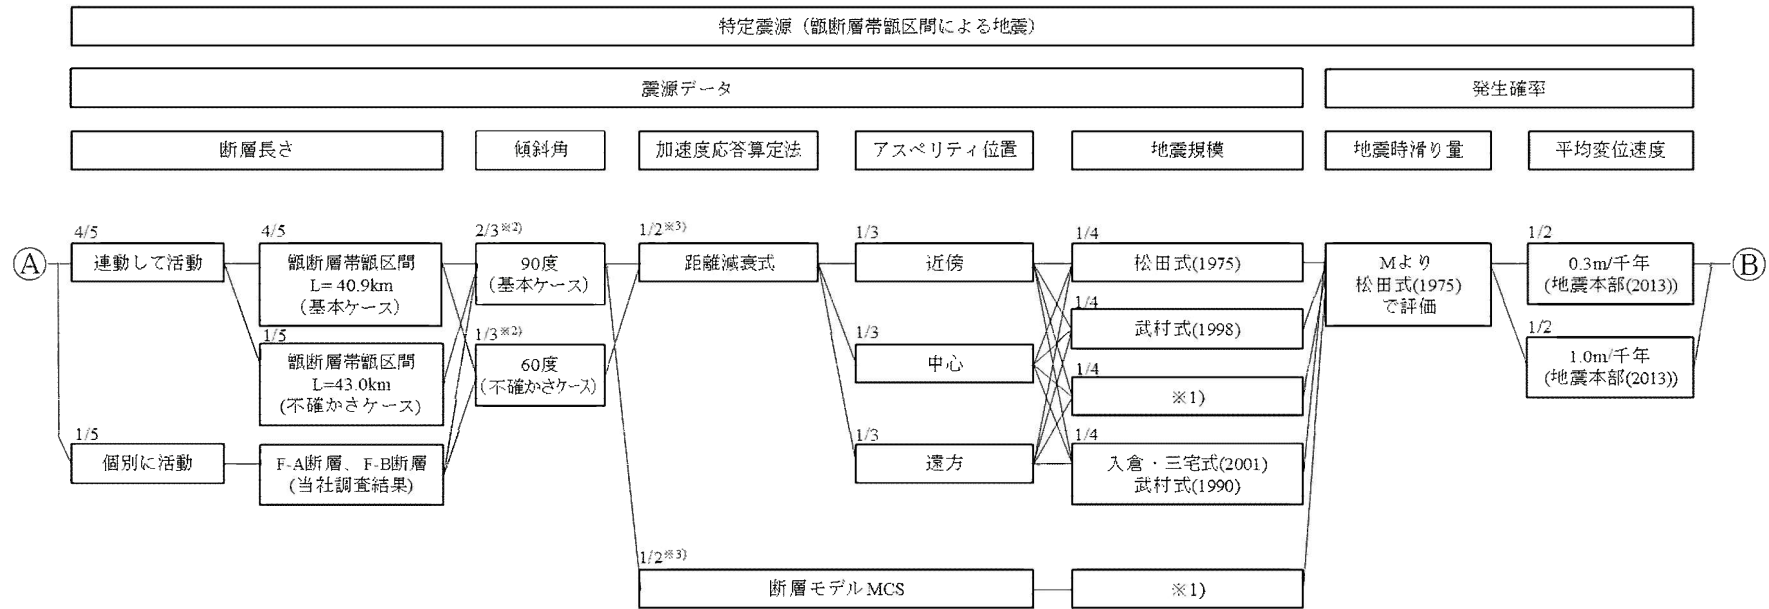 特定震源（甑断層帯甑区間による地震）
震源データ
発生確率
断層長さ
傾斜角
加速度応答算定法
アスペリティ位置
地震規模
地震時滑り量
平均変位速度
Ⓐ
4/5
連動して活動
4/5
甑断層帯甑区間
L= 40.9km
(基本ケース)
1/5
甑断層帯甑区間
L=43.0km
(不確かさケース)
1/5
個別に活動
F-A断層、F-B断層
(当社調査結果)
2/3※2)
90度
(基本ケース)
1/3※2)
60度
(不確かさケース)
1/2※3)
距離減衰式
1/2※3)
断層モデルMCS
1/3
近傍
1/3
中心
1/3
遠方
1/4
松田式(1975)
1/4
武村式(1998)
1/4
※1)
1/4
入倉・三宅式(2001)
武村式(1990)
※1)
Mより
松田式(1975)
で評価
1/2
0.3m/千年
(地震本部(2013))
1/2
1.0m/千年
(地震本部(2013))
Ⓑ